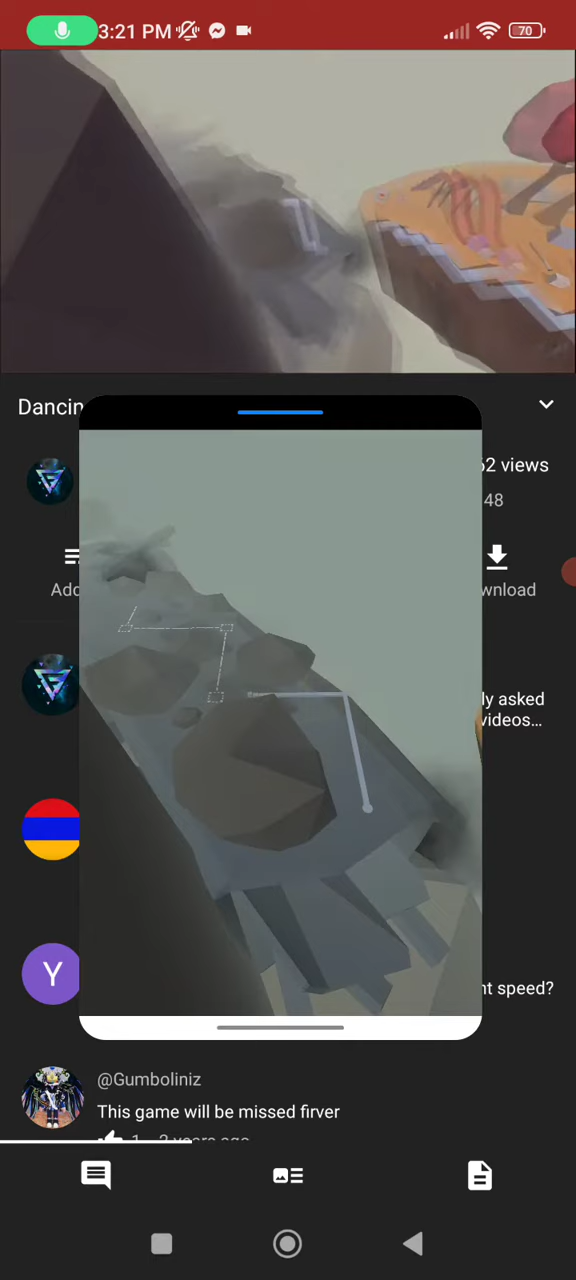 3:21 PM 70
Dancin
62 views
48
Add
wnload
ly asked
videos...
Y
nt speed?
@Gumboliniz
This game will be missed firver